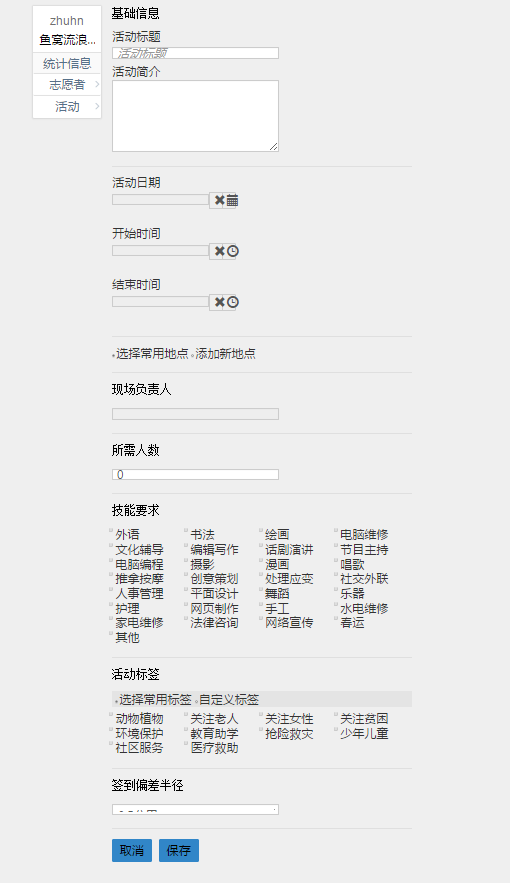 zhuhn
鱼窝流浪...
统计信息
志愿者
活动
基础信息
活动标题
活动标题
活动简介
活动日期
开始时间
结束时间
选择常用地点 添加新地点
现场负责人
所需人数
0
技能要求
外语 书法 绘画 电脑维修
文化辅导 编辑写作 话剧演讲 节目主持
电脑编程 摄影 漫画 唱歌
推拿按摩 创意策划 处理应变 社交外联
人事管理 平面设计 舞蹈 乐器
护理 网页制作 手工 水电维修
家电维修 法律咨询 网络宣传 春运
其他
活动标签
选择常用标签 自定义标签
动物植物 关注老人 关注女性 关注贫困
环境保护 教育助学 抢险救灾 少年儿童
社区服务 医疗救助
签到偏差半径
取消 保存